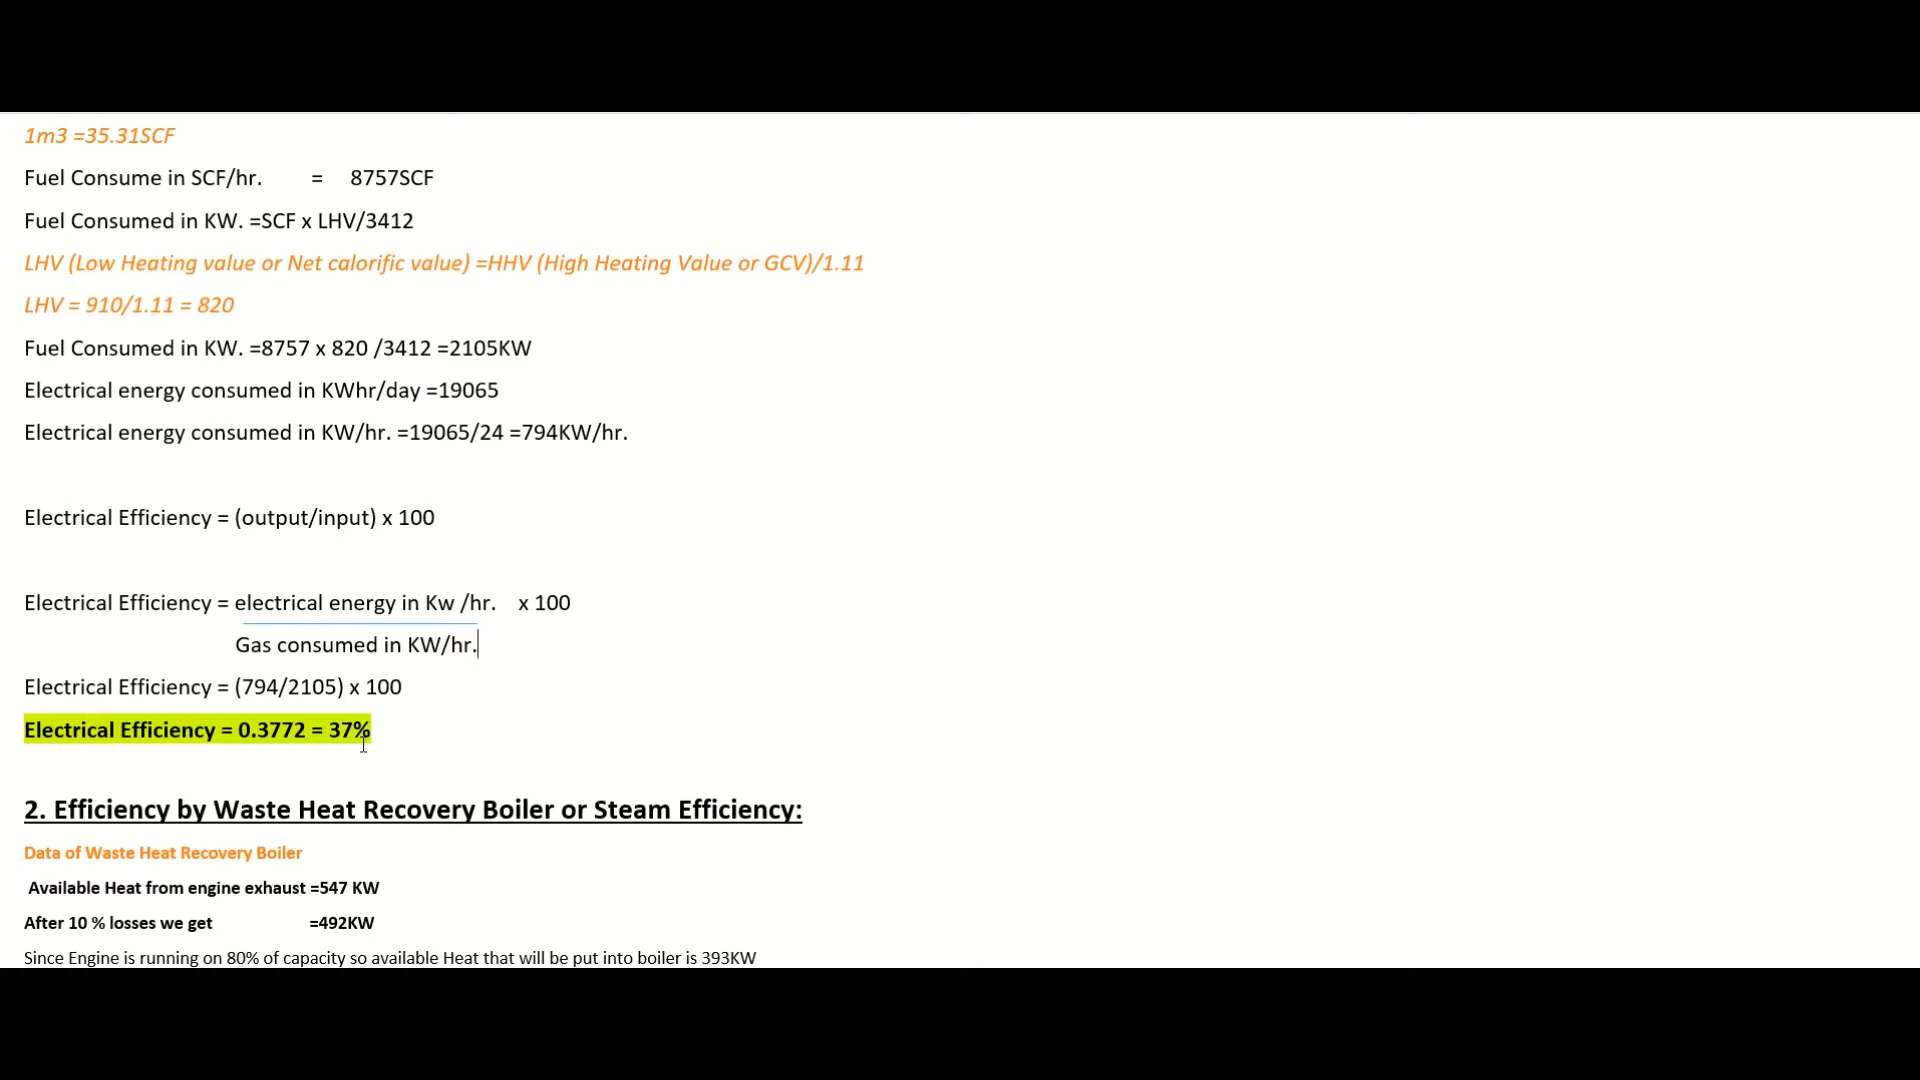 1m3 =35.31SCF
Fuel Consume in SCF/hr. = 8757SCF
Fuel Consumed in KW. =SCF x LHV/3412
LHV (Low Heating value or Net calorific value) =HHV (High Heating Value or GCV)/1.11
LHV = 910/1.11 = 820
Fuel Consumed in KW. =8757 x 820 /3412 =2105KW
Electrical energy consumed in KWhr/day =19065
Electrical energy consumed in KW/hr. =19065/24 =794KW/hr.
Electrical Efficiency = (output/input) x 100
Electrical Efficiency = electrical energy in Kw /hr. x 100
Gas consumed in KW/hr.
Electrical Efficiency = (794/2105) x 100
Electrical Efficiency = 0.3772 = 37%
2. Efficiency by Waste Heat Recovery Boiler or Steam Efficiency:
Data of Waste Heat Recovery Boiler
Available Heat from engine exhaust =547 KW
After 10 % losses we get =492KW
Since Engine is running on 80% of capacity so available Heat that will be put into boiler is 393KW